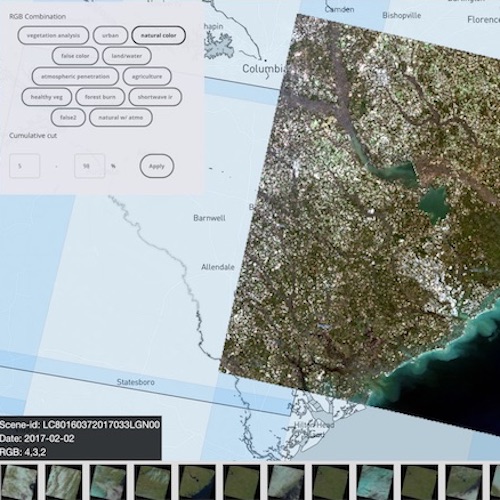 RGB Combination
vegetation analysis
urban
natural color
false color
land/water
atmospheric penetration
agriculture
healthy veg
forest burn
shortwave ir
false2
natural w/ atmo
Cumulative cut
5 - 98 % Apply
Camden
Bishopville
Florence
Columbia
Barnwell
Allendale
Statesboro
Scene-id: LC80160372017033LGN00
Date: 2017-02-02
RGB: 4,3,2